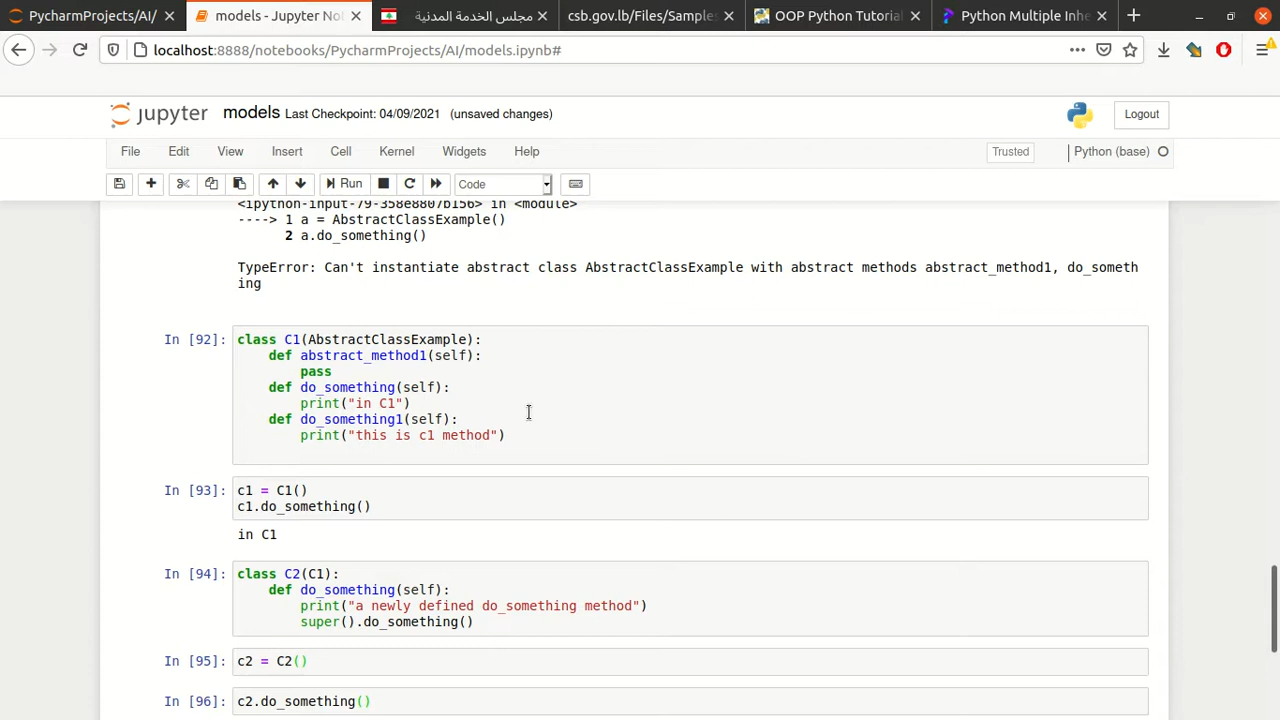 PycharmProjects/AI/
models - Jupyter Not
مجلس الخدمة المدنية
csb.gov.lb/Files/Samples
OOP Python Tutorial
Python Multiple Inhe
localhost:8888/notebooks/PycharmProjects/AI/models.ipynb#
jupyter models Last Checkpoint: 04/09/2021 (unsaved changes)
Logout
File Edit View Insert Cell Kernel Widgets Help
Trusted
Python (base)
Run
Code
<ipython-input-79-358e8807b156> in <module>
----> 1 a = AbstractClassExample()
2 a.do_something()
TypeError: Can't instantiate abstract class AbstractClassExample with abstract methods abstract_method1, do_someth
ing
In [92]:
class C1(AbstractClassExample):
def abstract_method1(self):
pass
def do_something(self):
print("in C1")
def do_something1(self):
print("this is c1 method")
In [93]:
c1 = C1()
c1.do_something()
in C1
In [94]:
class C2(C1):
def do_something(self):
print("a newly defined do_something method")
super().do_something()
In [95]:
c2 = C2()
In [96]:
c2.do_something()